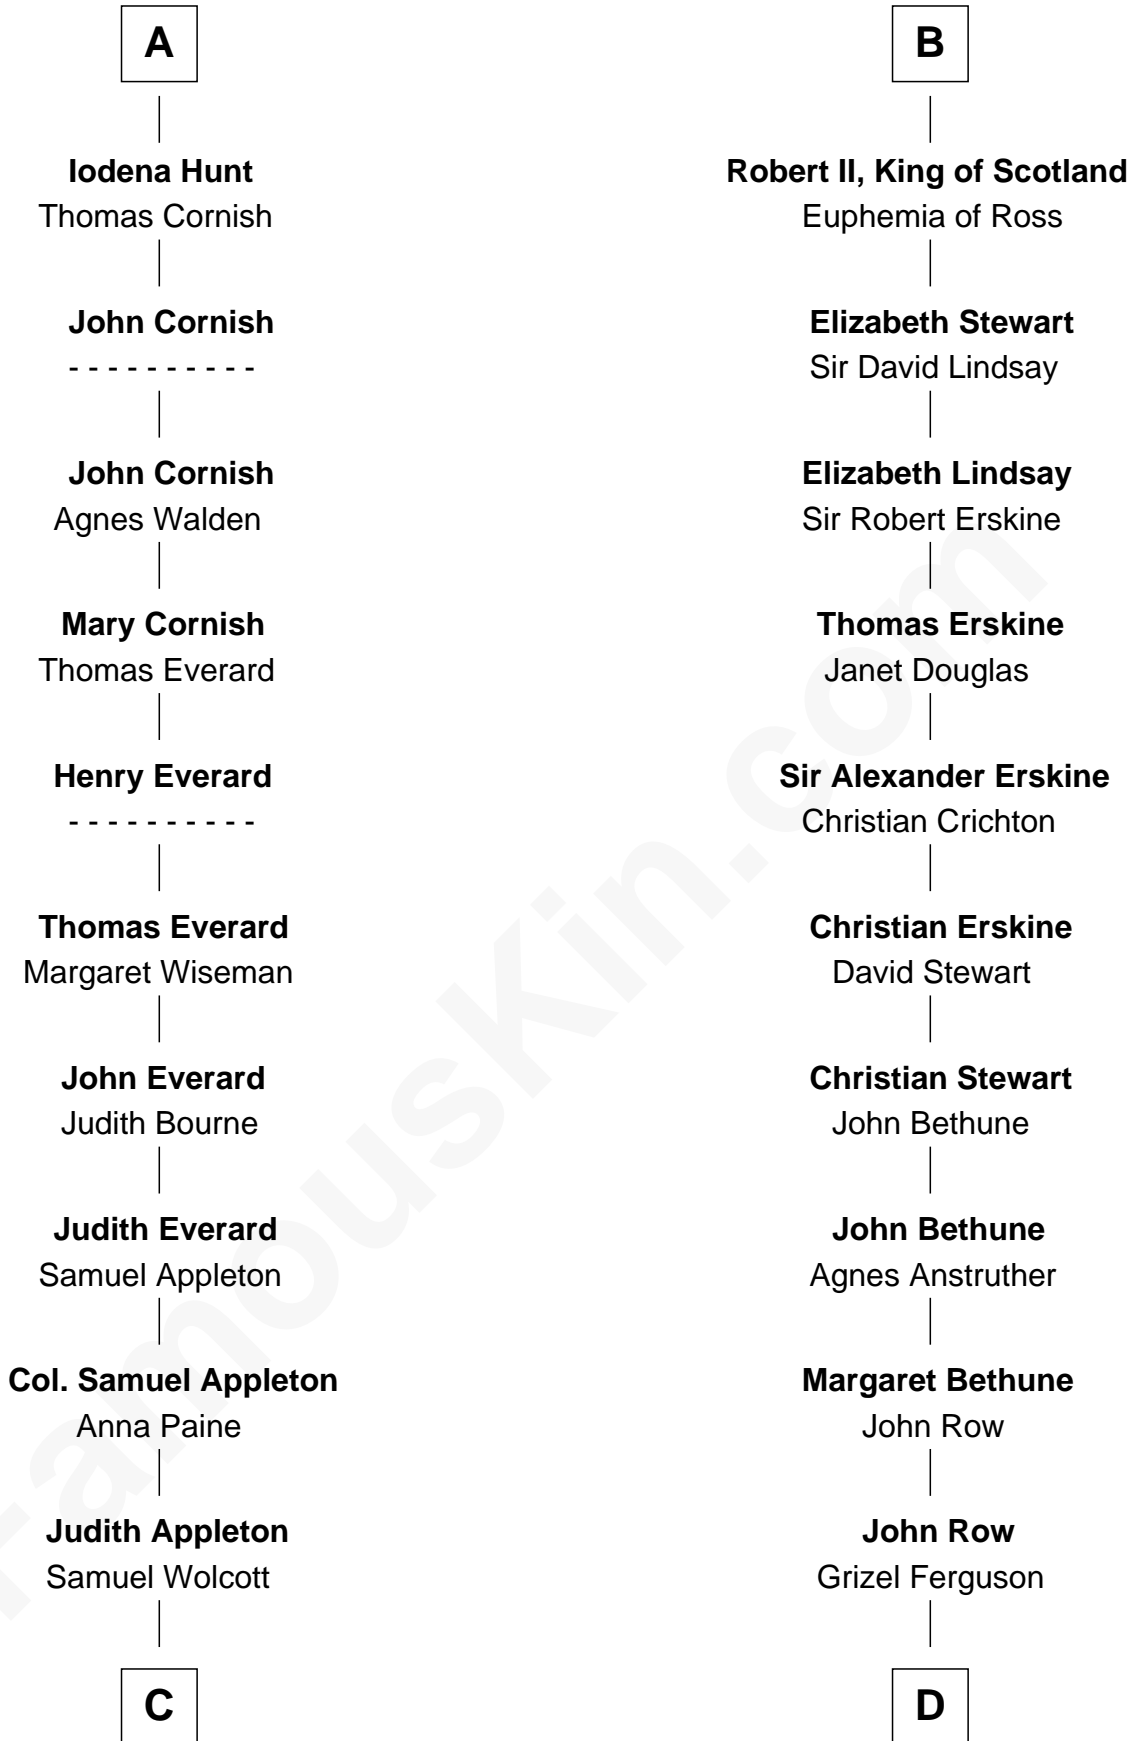 A
Iodena Hunt
Thomas Cornish
John Cornish
- - - - - - - - - -
John Cornish
Agnes Walden
Mary Cornish
Thomas Everard
Henry Everard
- - - - - - - - - -
Thomas Everard
Margaret Wiseman
John Everard
Judith Bourne
Judith Everard
Samuel Appleton
Col. Samuel Appleton
Anna Paine
Judith Appleton
Samuel Wolcott
C
B
Robert II, King of Scotland
Euphemia of Ross
Elizabeth Stewart
Sir David Lindsay
Elizabeth Lindsay
Sir Robert Erskine
Thomas Erskine
Janet Douglas
Sir Alexander Erskine
Christian Crichton
Christian Erskine
David Stewart
Christian Stewart
John Bethune
John Bethune
Agnes Anstruther
Margaret Bethune
John Row
John Row
Grizel Ferguson
D
FamousKin.com